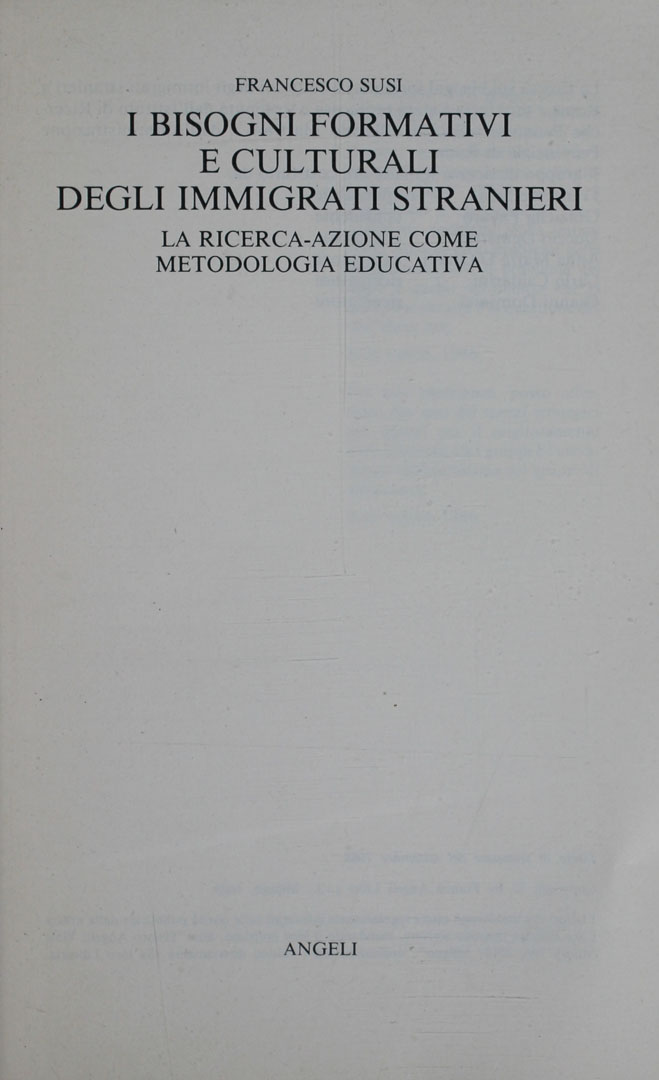 FRANCESCO SUSI
I BISOGNI FORMATIVI
E CULTURALI
DEGLI IMMIGRATI STRANIERI
LA RICERCA-AZIONE COME
METODOLOGIA EDUCATIVA
ANGELI